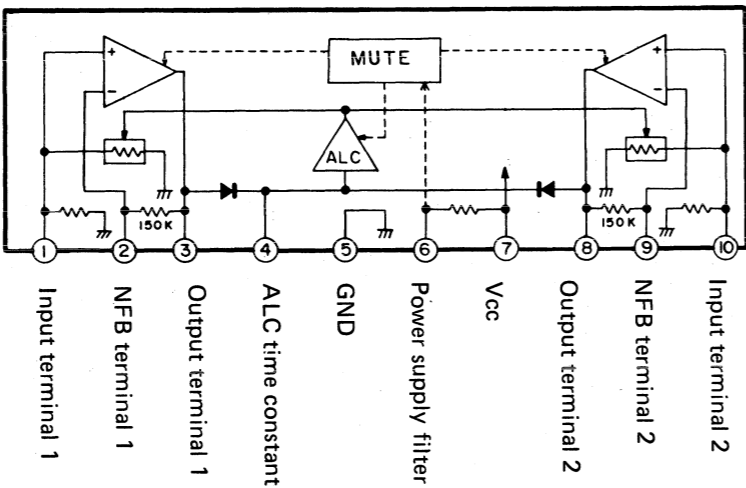 +
MUTE
+
−
−
ALC
150K
150K
1
2
3
4
5
6
7
8
9
10
Input terminal 1
NFB terminal 1
Output terminal 1
ALC time constant
GND
Power supply filter
Vcc
Output terminal 2
NFB terminal 2
Input terminal 2